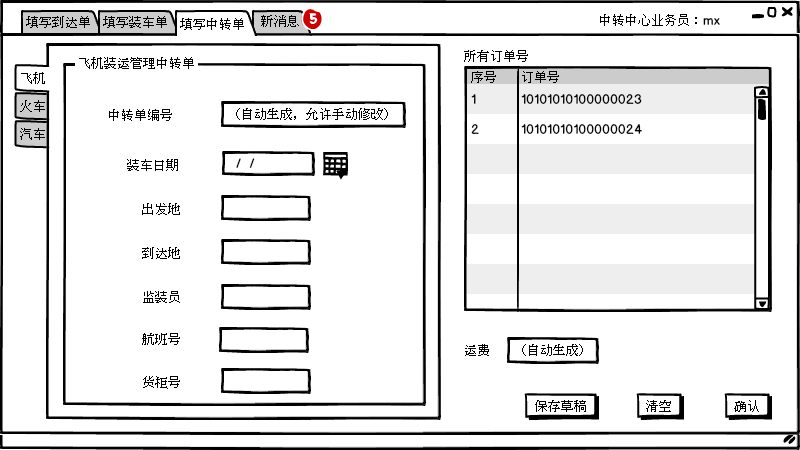 填写到达单 填写装车单 填写中转单 新消息 5 中转中心业务员：mx
飞机
火车
汽车
飞机装运管理中转单
中转单编号 （自动生成，允许手动修改）
装车日期 / /
出发地
到达地
监装员
航班号
货柜号
所有订单号
序号 订单号
1 10101010100000023
2 10101010100000024
运费 （自动生成）
保存草稿 清空 确认